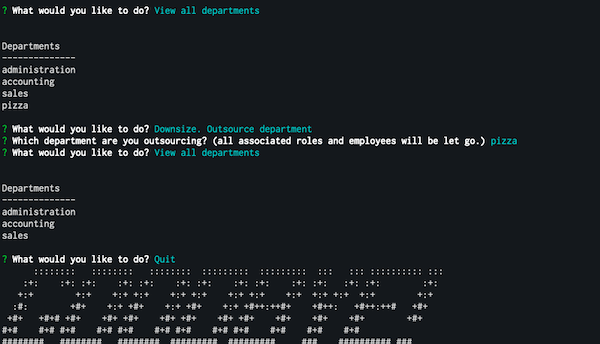 ? What would you like to do? View all departments
Departments
--------------
administration
accounting
sales
pizza
? What would you like to do? Downsize. Outsource department
? Which department are you outsourcing? (all associated roles and employees will be let go.) pizza
? What would you like to do? View all departments
Departments
--------------
administration
accounting
sales
? What would you like to do? Quit